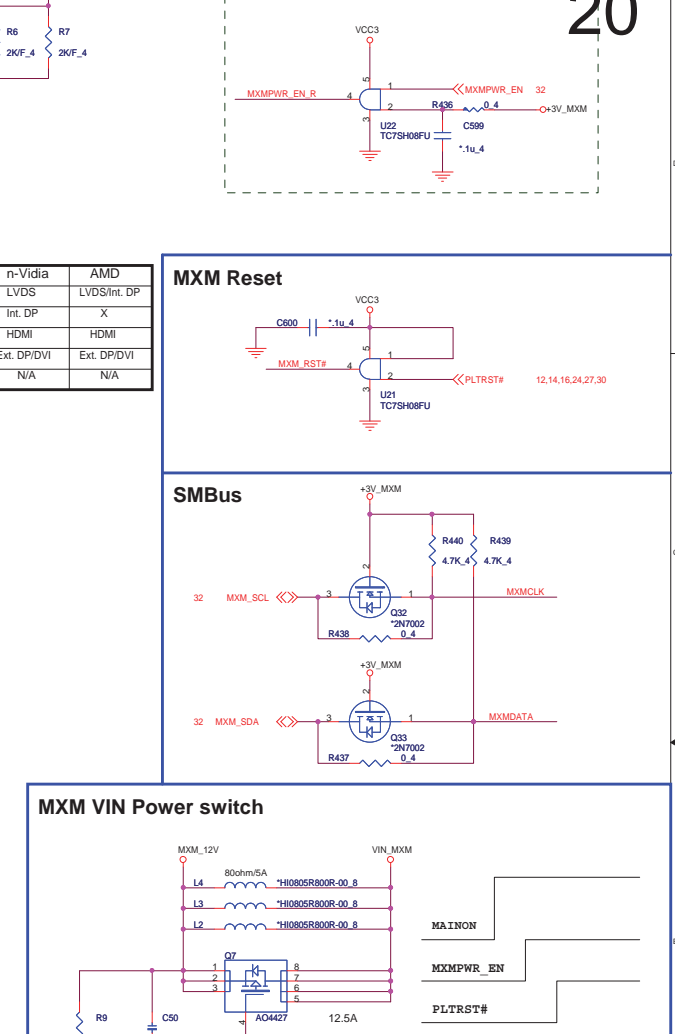 20
R6
R7
2K/F_4
2K/F_4
VCC3
5
MXMPWR_EN_R
4
1
MXMPWR_EN 32
2
R436
0_4
+3V_MXM
3
U22
TC7SH08FU
C599
*.1u_4
D
n-Vidia AMD
LVDS LVDS/Int. DP
Int. DP X
HDMI HDMI
Ext. DP/DVI Ext. DP/DVI
N/A N/A
MXM Reset
VCC3
C600
*.1u_4
5
MXM_RST#
4
1
2
PLTRST# 12,14,16,24,27,30
3
U21
TC7SH08FU
SMBus
+3V_MXM
R440
4.7K_4
R439
4.7K_4
C
2
32 MXM_SCL
3
1
MXMCLK
Q32
*2N7002
R438
0_4
+3V_MXM
2
32 MXM_SDA
3
1
MXMDATA
Q33
*2N7002
R437
0_4
MXM VIN Power switch
MXM_12V
VIN_MXM
80ohm/5A
L4
*HI0805R800R-00_8
L3
*HI0805R800R-00_8
L2
*HI0805R800R-00_8
MAINON
B
Q7
1
2
3
8
7
6
5
MXMPWR_EN
PLTRST#
R9
C50
4
AO4427
12.5A